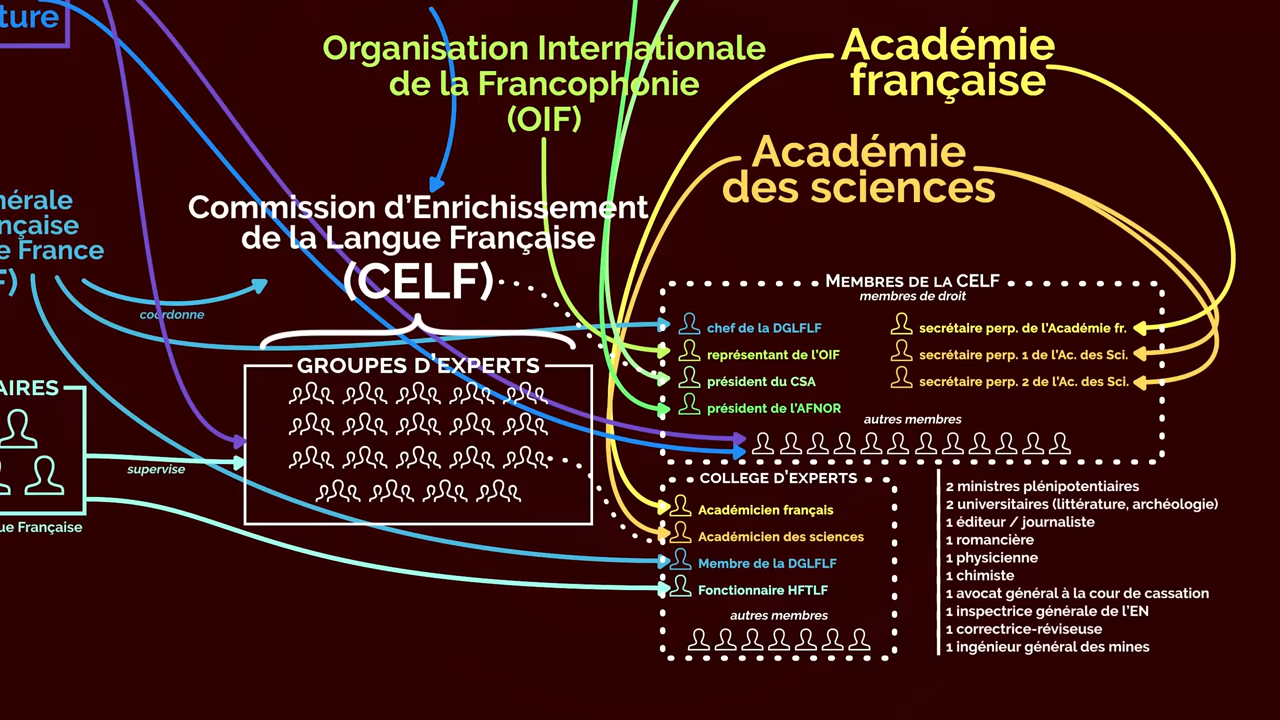 ture
Organisation Internationale
de la Francophonie
(OIF)
Académie
française
Académie
des sciences
nérale
nçaise
e France
F)
coordonne
Commission d'Enrichissement
de la Langue Française
(CELF)
MEMBRES DE LA CELF
membres de droit
chef de la DGLFLF
représentant de l'OIF
président du CSA
président de l'AFNOR
secrétaire perp. de l'Académie fr.
secrétaire perp. 1 de l'Ac. des Sci.
secrétaire perp. 2 de l'Ac. des Sci.
autres membres
GROUPES D'EXPERTS
AIRES
supervise
ue Française
COLLEGE D'EXPERTS
Académicien français
Académicien des sciences
Membre de la DGLFLF
Fonctionnaire HFTLF
autres membres
2 ministres plénipotentiaires
2 universitaires (littérature, archéologie)
1 éditeur / journaliste
1 romancière
1 physicienne
1 chimiste
1 avocat général à la cour de cassation
1 inspectrice générale de l'EN
1 correctrice-réviseuse
1 ingénieur général des mines